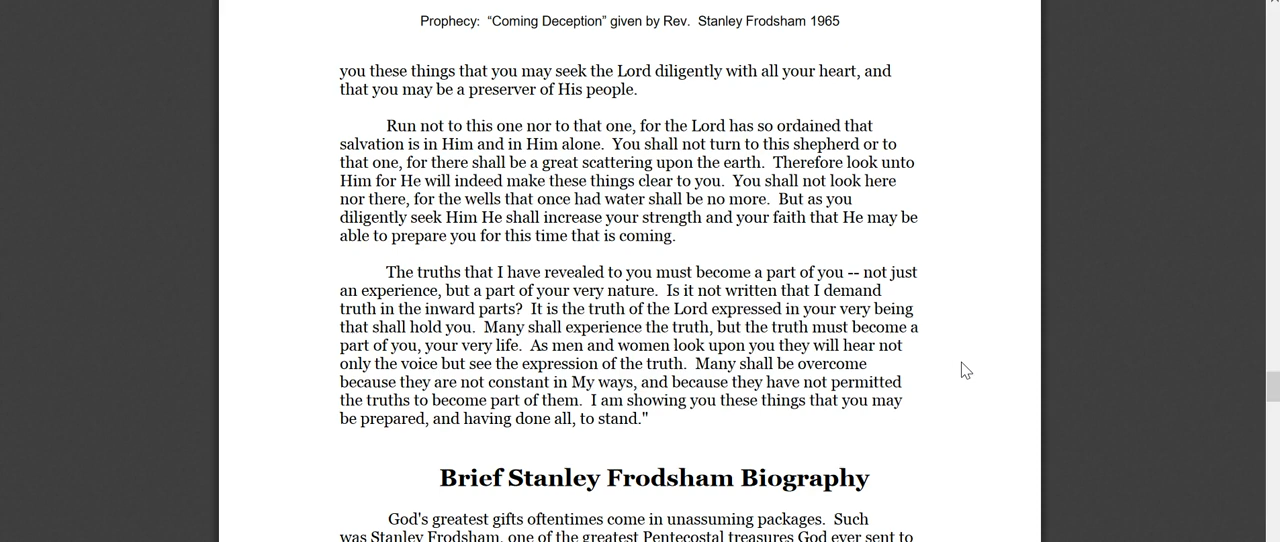 Prophecy: “Coming Deception” given by Rev. Stanley Frodsham 1965
you these things that you may seek the Lord diligently with all your heart, and
that you may be a preserver of His people.
Run not to this one nor to that one, for the Lord has so ordained that
salvation is in Him and in Him alone. You shall not turn to this shepherd or to
that one, for there shall be a great scattering upon the earth. Therefore look unto
Him for He will indeed make these things clear to you. You shall not look here
nor there, for the wells that once had water shall be no more. But as you
diligently seek Him He shall increase your strength and your faith that He may be
able to prepare you for this time that is coming.
The truths that I have revealed to you must become a part of you -- not just
an experience, but a part of your very nature. Is it not written that I demand
truth in the inward parts? It is the truth of the Lord expressed in your very being
that shall hold you. Many shall experience the truth, but the truth must become a
part of you, your very life. As men and women look upon you they will hear not
only the voice but see the expression of the truth. Many shall be overcome
because they are not constant in My ways, and because they have not permitted
the truths to become part of them. I am showing you these things that you may
be prepared, and having done all, to stand."
Brief Stanley Frodsham Biography
God's greatest gifts oftentimes come in unassuming packages. Such
was Stanley Frodsham, one of the greatest Pentecostal treasures God ever sent to